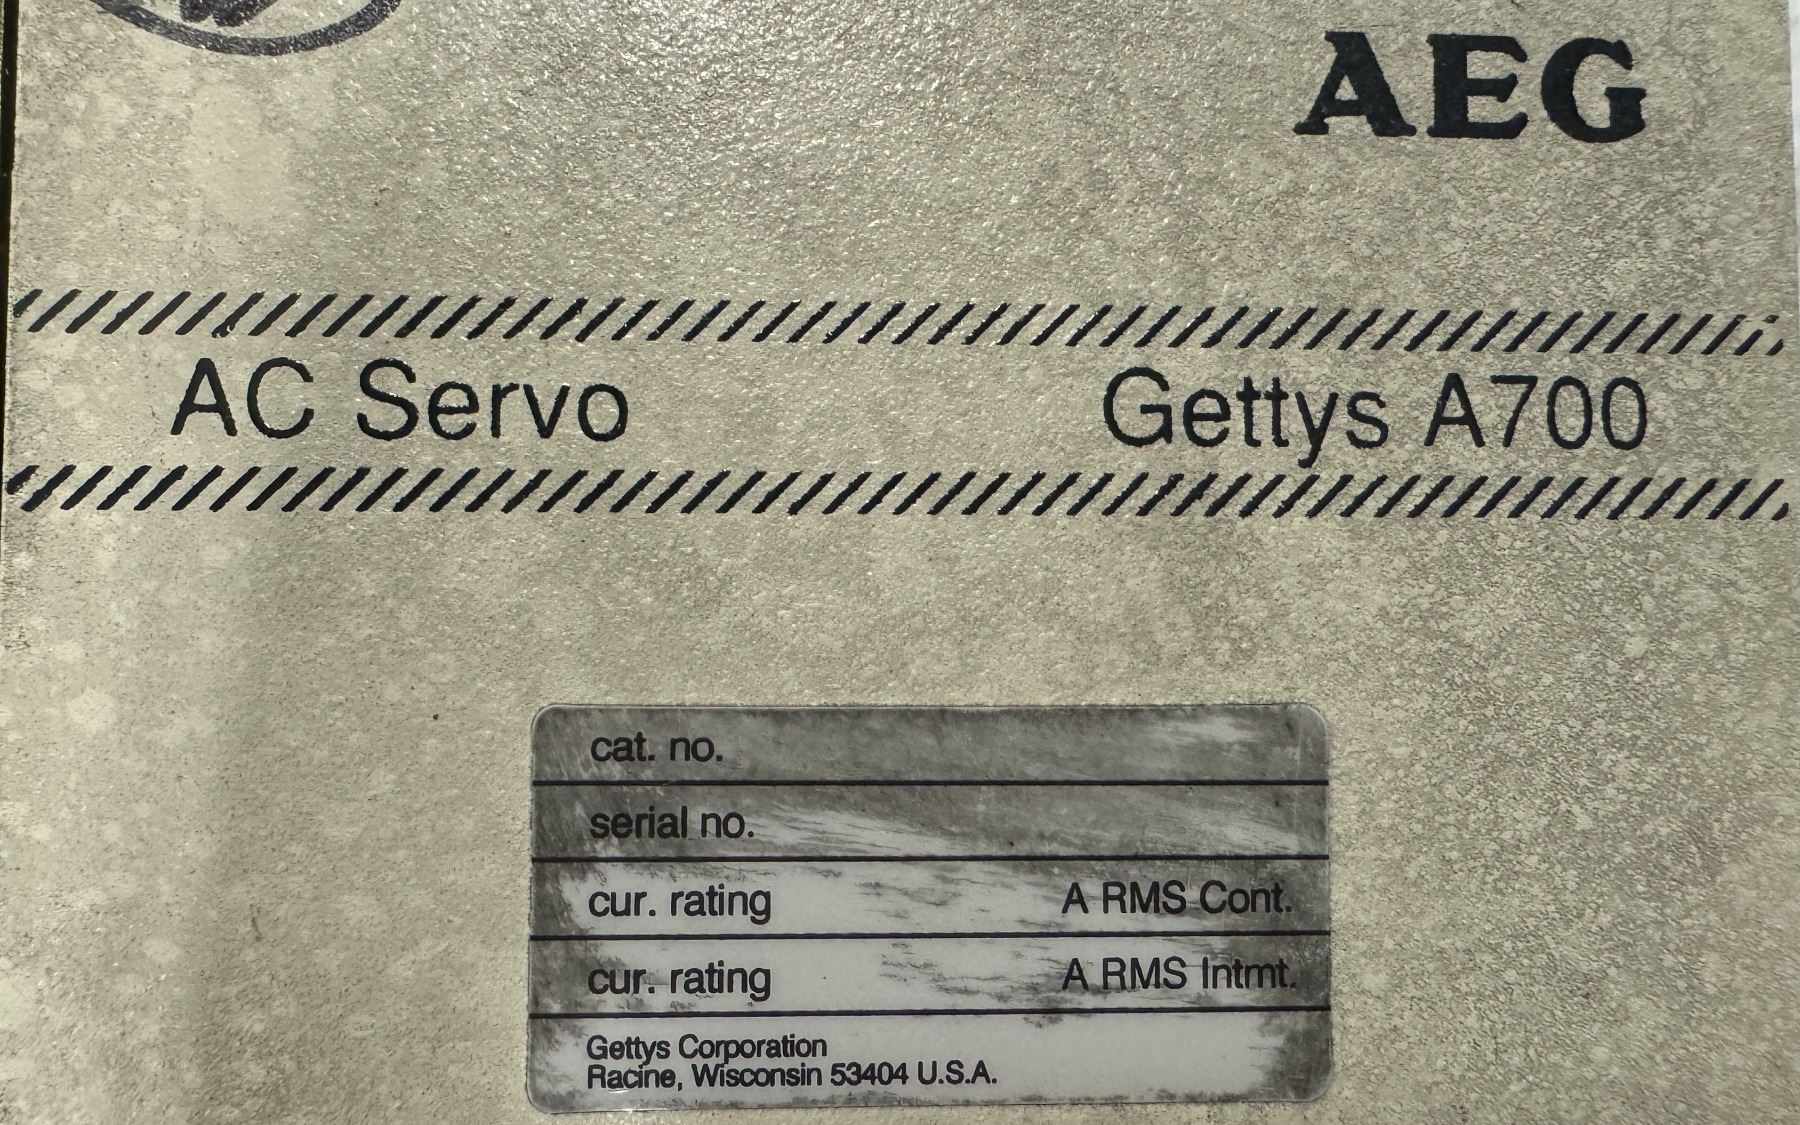 AEG
AC Servo Gettys A700
cat. no.
serial no.
cur. rating A RMS Cont.
cur. rating A RMS Intmt.
Gettys Corporation
Racine, Wisconsin 53404 U.S.A.